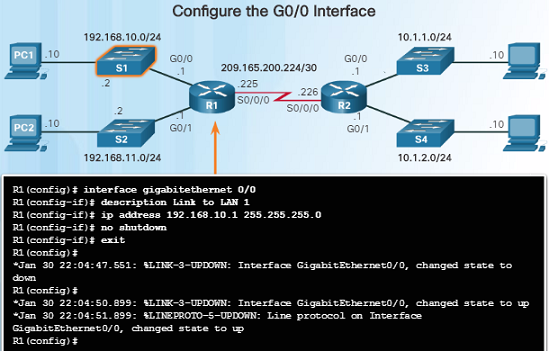 Configure the G0/0 Interface
192.168.10.0/24
10.1.1.0/24
PC1
.10
S1
G0/0
.1
209.165.200.224/30
G0/0
.1
S3
.10
.2
.225
.226
R1
S0/0/0
S0/0/0
R2
PC2
.10
.2
S2
.1
G0/1
.1
G0/1
S4
.10
192.168.11.0/24
10.1.2.0/24
R1(config)# interface gigabitethernet 0/0
R1(config-if)# description Link to LAN 1
R1(config-if)# ip address 192.168.10.1 255.255.255.0
R1(config-if)# no shutdown
R1(config-if)# exit
R1(config)#
*Jan 30 22:04:47.551: %LINK-3-UPDOWN: Interface GigabitEthernet0/0, changed state to
down
R1(config)#
*Jan 30 22:04:50.899: %LINK-3-UPDOWN: Interface GigabitEthernet0/0, changed state to up
*Jan 30 22:04:51.899: %LINEPROTO-5-UPDOWN: Line protocol on Interface
GigabitEthernet0/0, changed state to up
R1(config)#